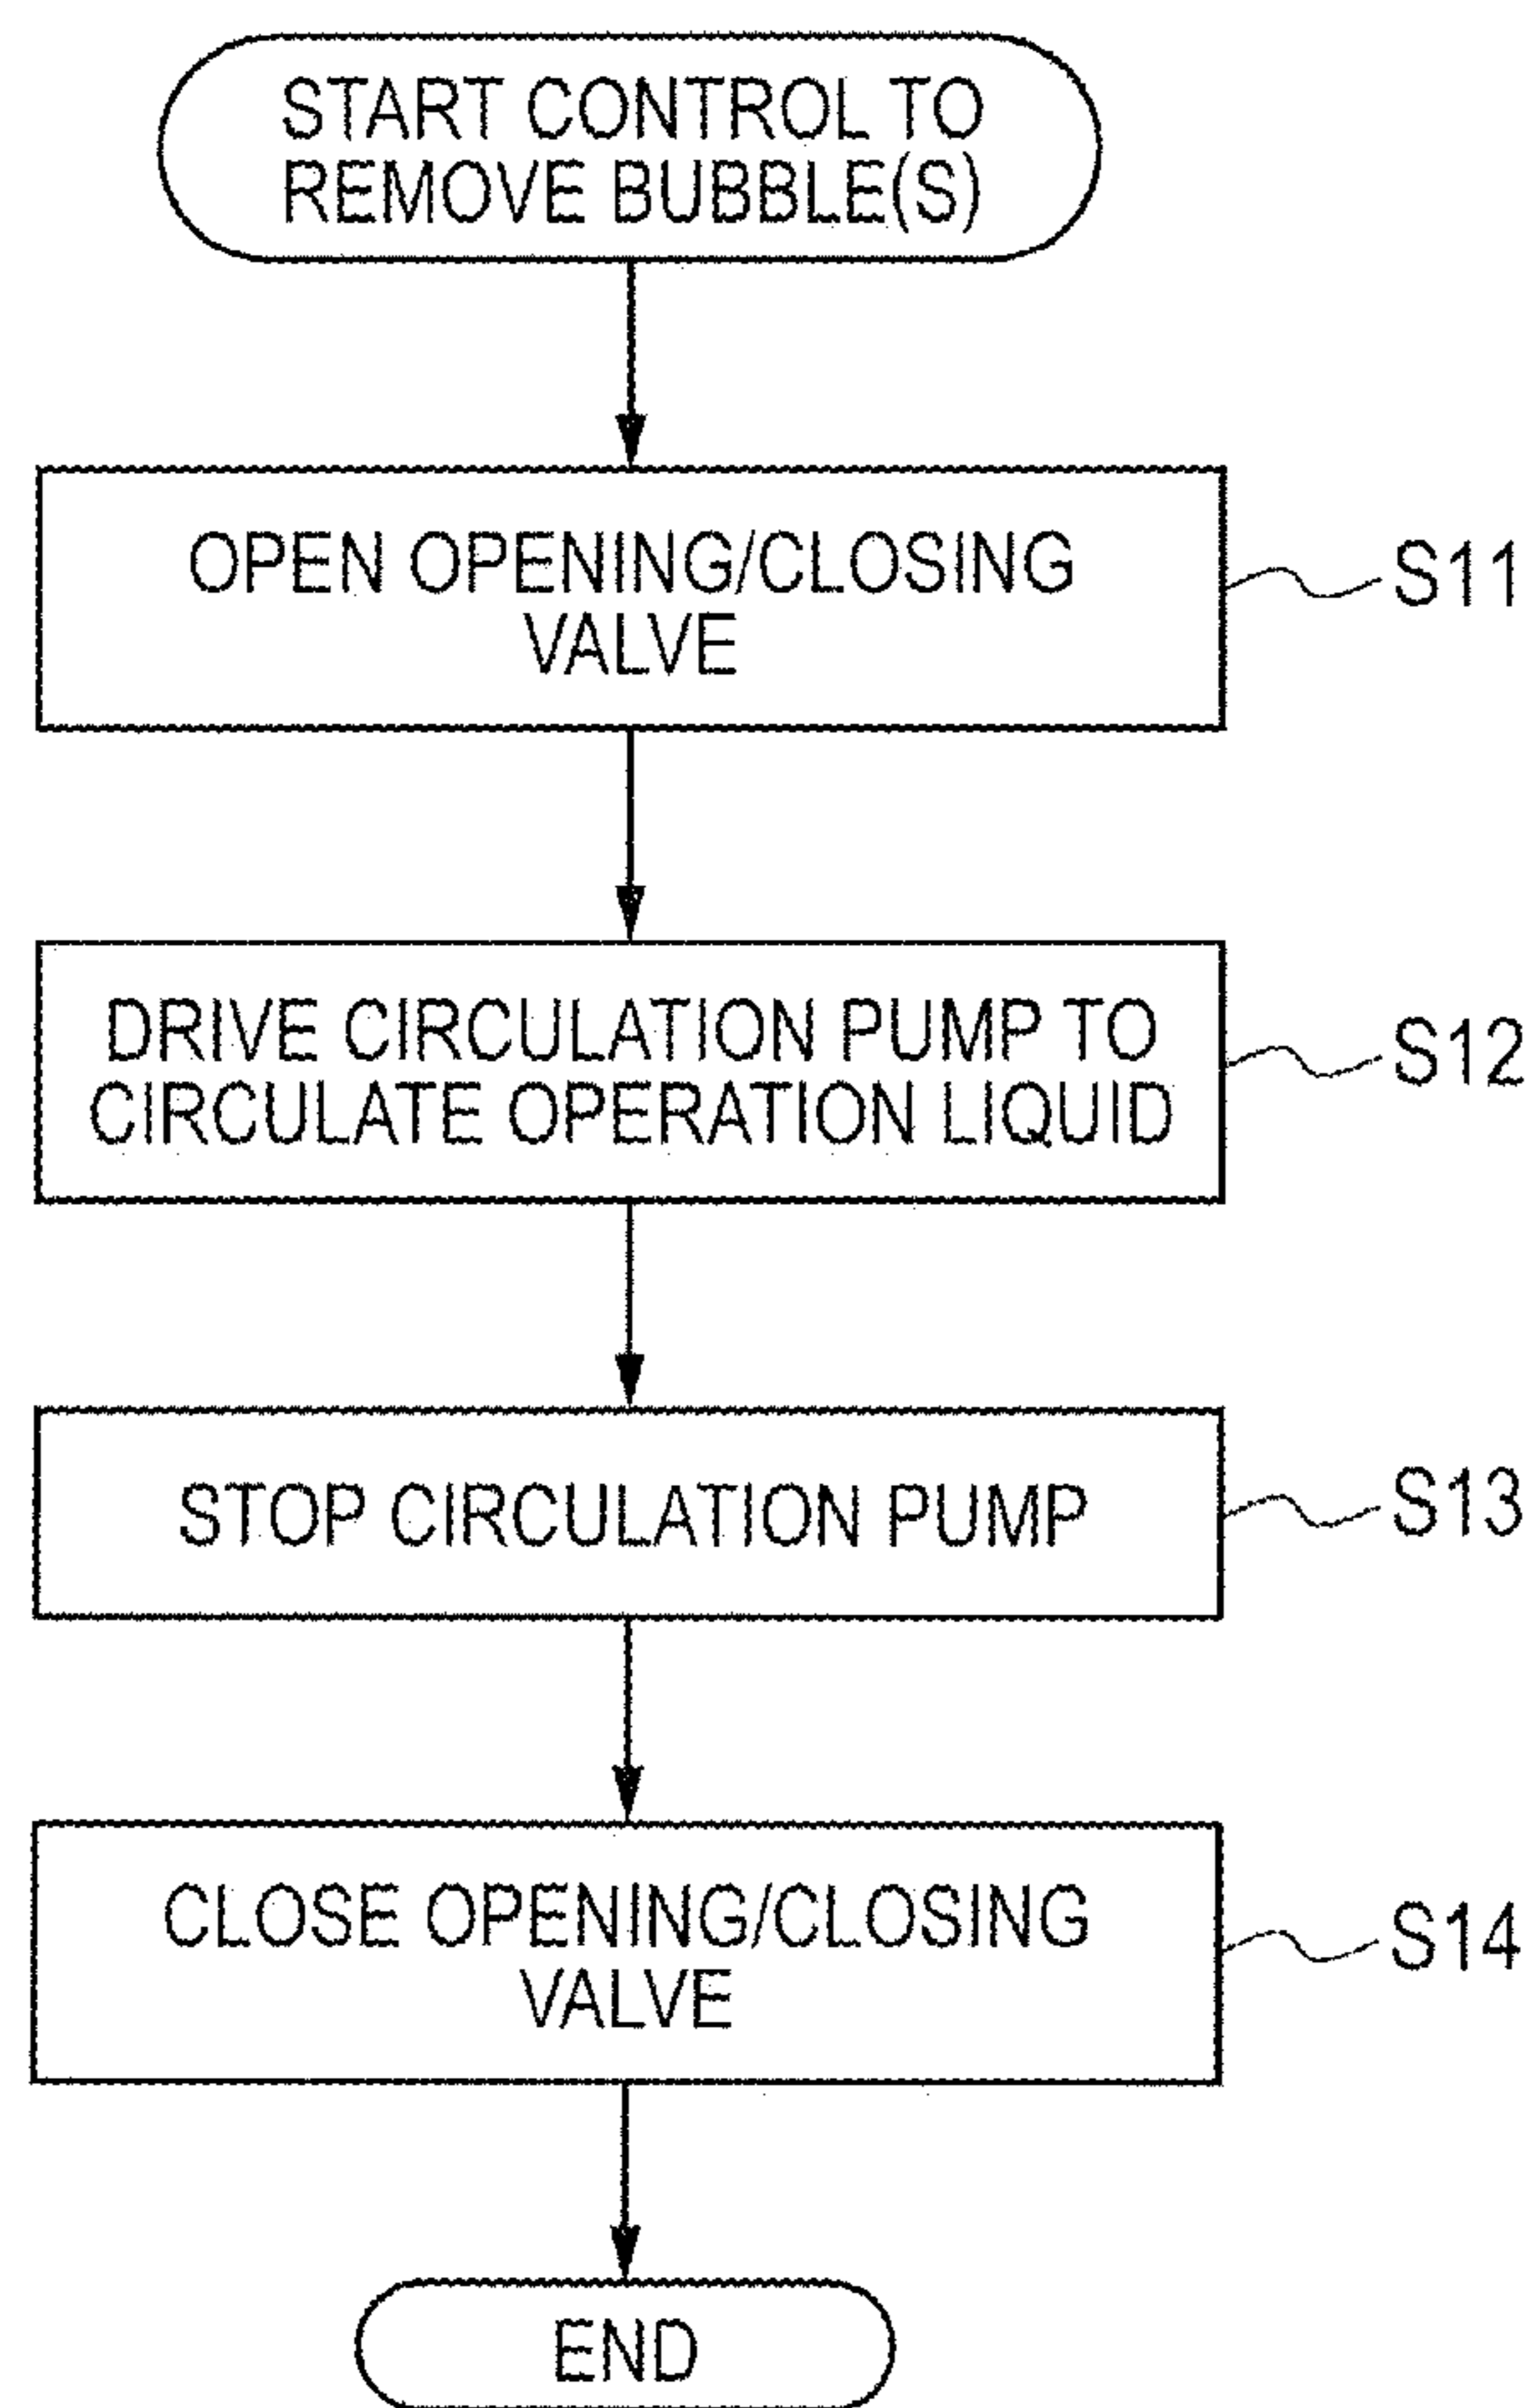 START CONTROL TO
REMOVE BUBBLE(S)
OPEN OPENING/CLOSING
VALVE
S11
DRIVE CIRCULATION PUMP TO
CIRCULATE OPERATION LIQUID
S12
STOP CIRCULATION PUMP
S13
CLOSE OPENING/CLOSING
VALVE
S14
END